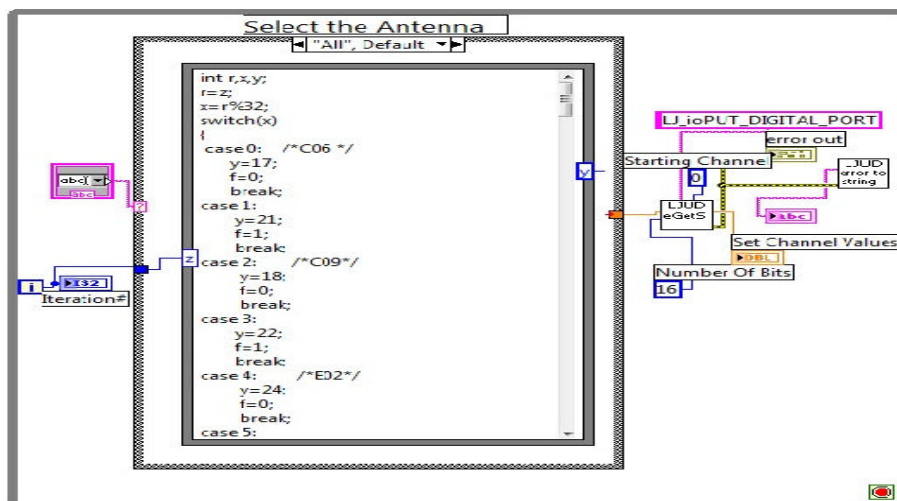 Select the Antenna
"All", Default
int r,x,y;
r=z;
x=r%32;
switch(x)
{
case 0: /*C06 */
y=17;
f=0;
break;
case 1:
y=21;
f=1;
break;
case 2: /*C09*/
y=18;
f=0;
break;
case 3:
y=22;
f=1;
break;
case 4: /*E02*/
y=24;
f=0;
break;
case 5:
abc
abc
?
z
y
i
I32
Iteration#
LJ_ioPUT_DIGITAL_PORT
error out
Starting Channel
0
LJUD
error to
string
LJUD
eGetS
abc
Set Channel Values
DBL
Number Of Bits
16